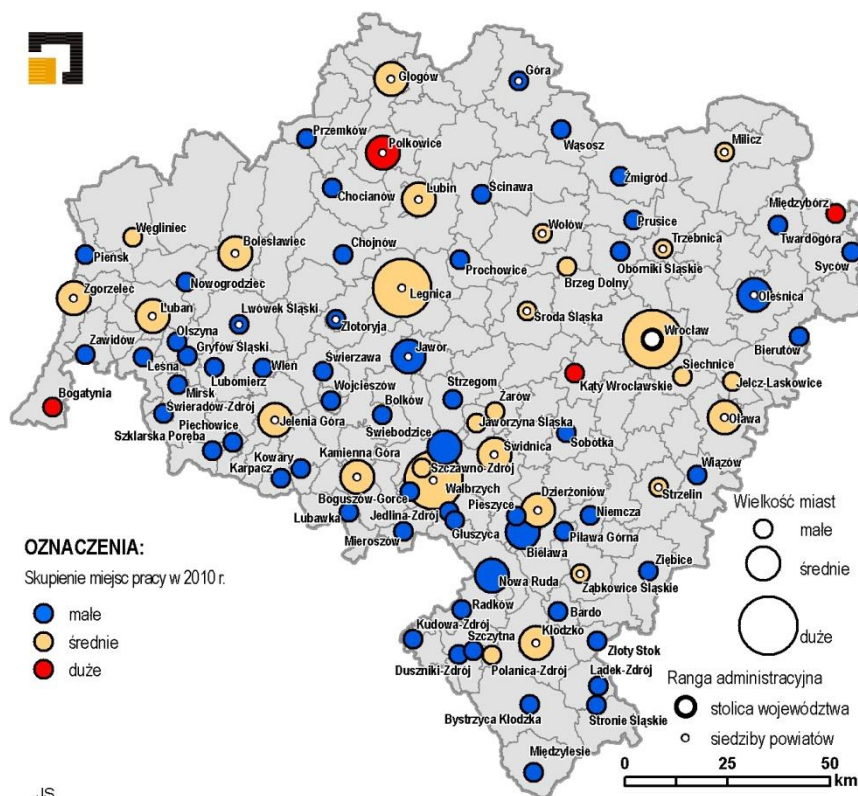 Głogów
Góra
Przemków
Polkowice
Wąsosz
Milicz
Chocianów
Lubin
Ścinawa
Żmigród
Międzybórz
Węgliniec
Bolesławiec
Wołów
Prusice
Trzebnica
Twardogóra
Pieńsk
Chojnów
Prochowice
Brzeg Dolny
Oborniki Śląskie
Syców
Nowogrodziec
Zgorzelec
Legnica
Oleśnica
Lubań
Lwówek Śląski
Złotoryja
Środa Śląska
Wrocław
Olszyna
Zawidów
Gryfów Śląski
Jawor
Bierutów
Leśna
Wleń
Świerzawa
Siechnice
Lubomierz
Strzegom
Kąty Wrocławskie
Jelcz-Laskowice
Bogatynia
Mirsk
Wojcieszów
Żarów
Świeradów-Zdrój
Bolków
Jaworzyna Śląska
Oława
Piechowice
Jelenia Góra
Świebodzice
Sobótka
Szklarska Poręba
Kamienna Góra
Świdnica
Kowary
Szczawno-Zdrój
Wiązów
Karpacz
Wałbrzych
Strzelin
Boguszów-Gorce
Dzierżoniów
Lubawka
Jedlina-Zdrój
Pieszyce
Niemcza
Mieroszów
Głuszyca
Piława Góra
Bielawa
Ziębice
Nowa Ruda
Ząbkowice Śląskie
Radków
Bardo
Kudowa-Zdrój
Szczytna
Kłodzko
Złoty Stok
Duszniki-Zdrój
Polanica-Zdrój
Lądek-Zdrój
Bystrzyca Kłodzka
Stronie Śląskie
Międzylesie
OZNACZENIA:
Skupienie miejsc pracy w 2010 r.
małe
średnie
duże
Wielkość miast
małe
średnie
duże
Ranga administracyjna
stolica województwa
siedziby powiatów
0 25 50
km
JS